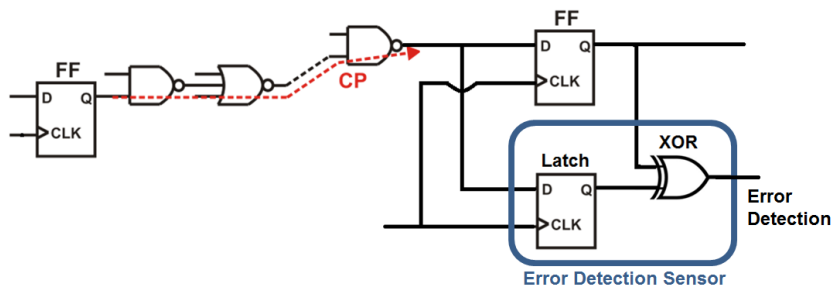 FF
D Q
CLK
CP
FF
D Q
CLK
XOR
Latch
D Q
CLK
Error
Detection
Error Detection Sensor